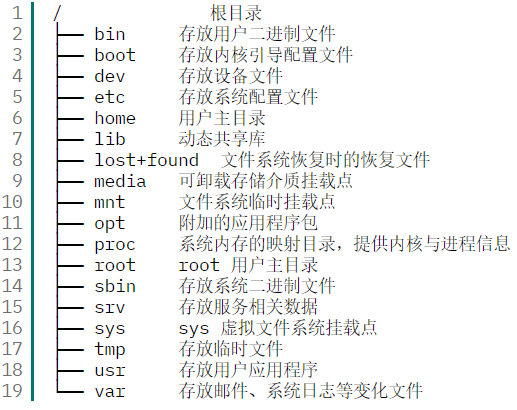 1 / 根目录
2 ├── bin 存放用户二进制文件
3 ├── boot 存放内核引导配置文件
4 ├── dev 存放设备文件
5 ├── etc 存放系统配置文件
6 ├── home 用户主目录
7 ├── lib 动态共享库
8 ├── lost+found 文件系统恢复时的恢复文件
9 ├── media 可卸载存储介质挂载点
10 ├── mnt 文件系统临时挂载点
11 ├── opt 附加的应用程序包
12 ├── proc 系统内存的映射目录，提供内核与进程信息
13 ├── root root 用户主目录
14 ├── sbin 存放系统二进制文件
15 ├── srv 存放服务相关数据
16 ├── sys sys 虚拟文件系统挂载点
17 ├── tmp 存放临时文件
18 ├── usr 存放用户应用程序
19 └── var 存放邮件、系统日志等变化文件